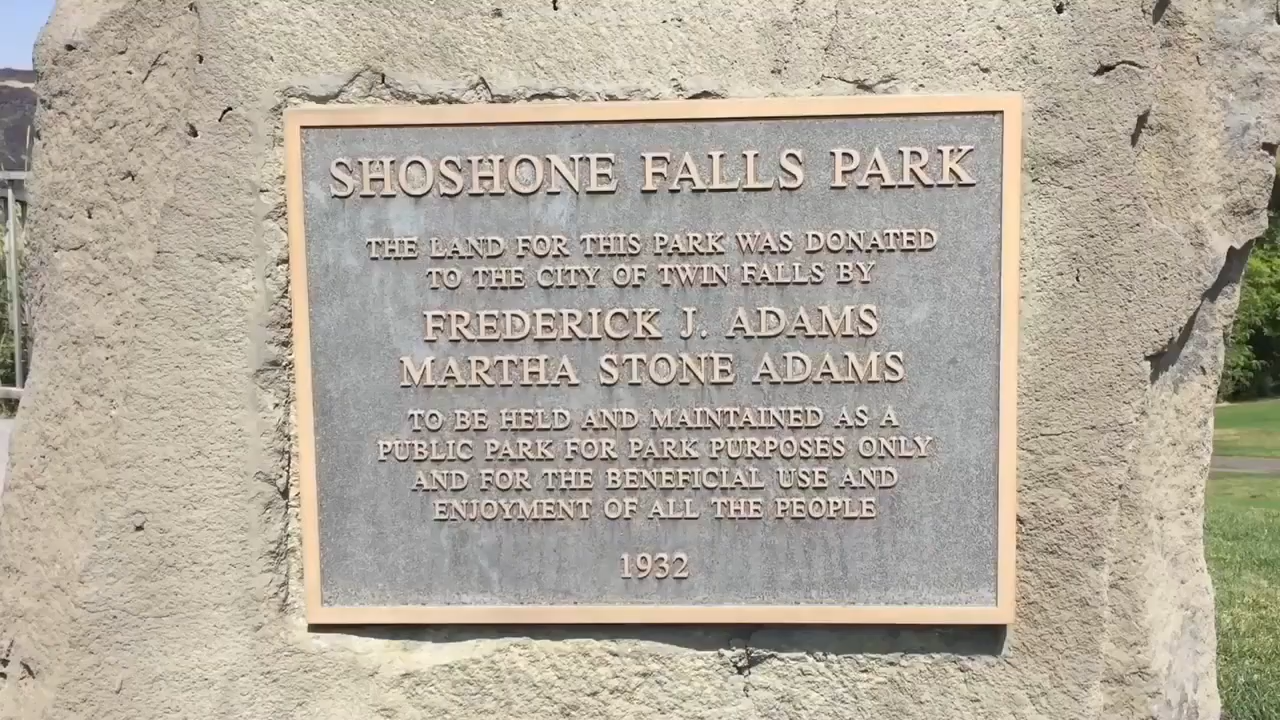 SHOSHONE FALLS PARK
THE LAND FOR THIS PARK WAS DONATED
TO THE CITY OF TWIN FALLS BY
FREDERICK J. ADAMS
MARTHA STONE ADAMS
TO BE HELD AND MAINTAINED AS A
PUBLIC PARK FOR PARK PURPOSES ONLY
AND FOR THE BENEFICIAL USE AND
ENJOYMENT OF ALL THE PEOPLE
1932